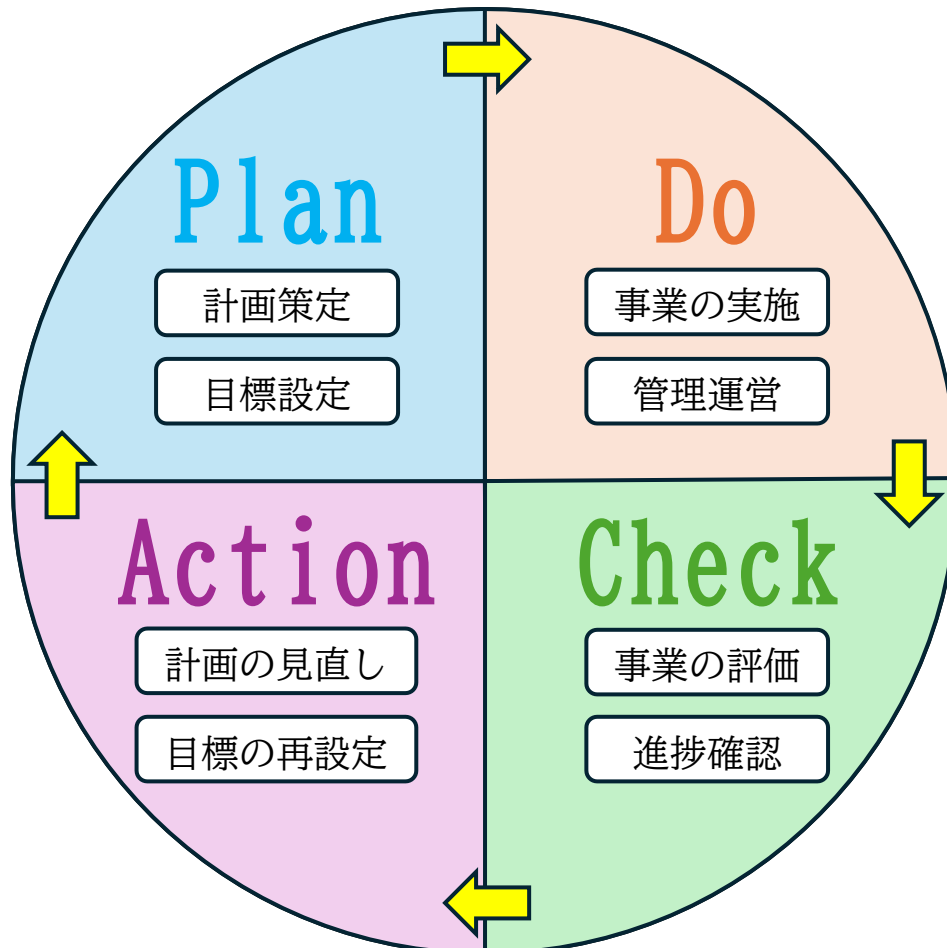 Plan
計画策定
目標設定
Do
事業の実施
管理運営
Check
事業の評価
進捗確認
Action
計画の見直し
目標の再設定